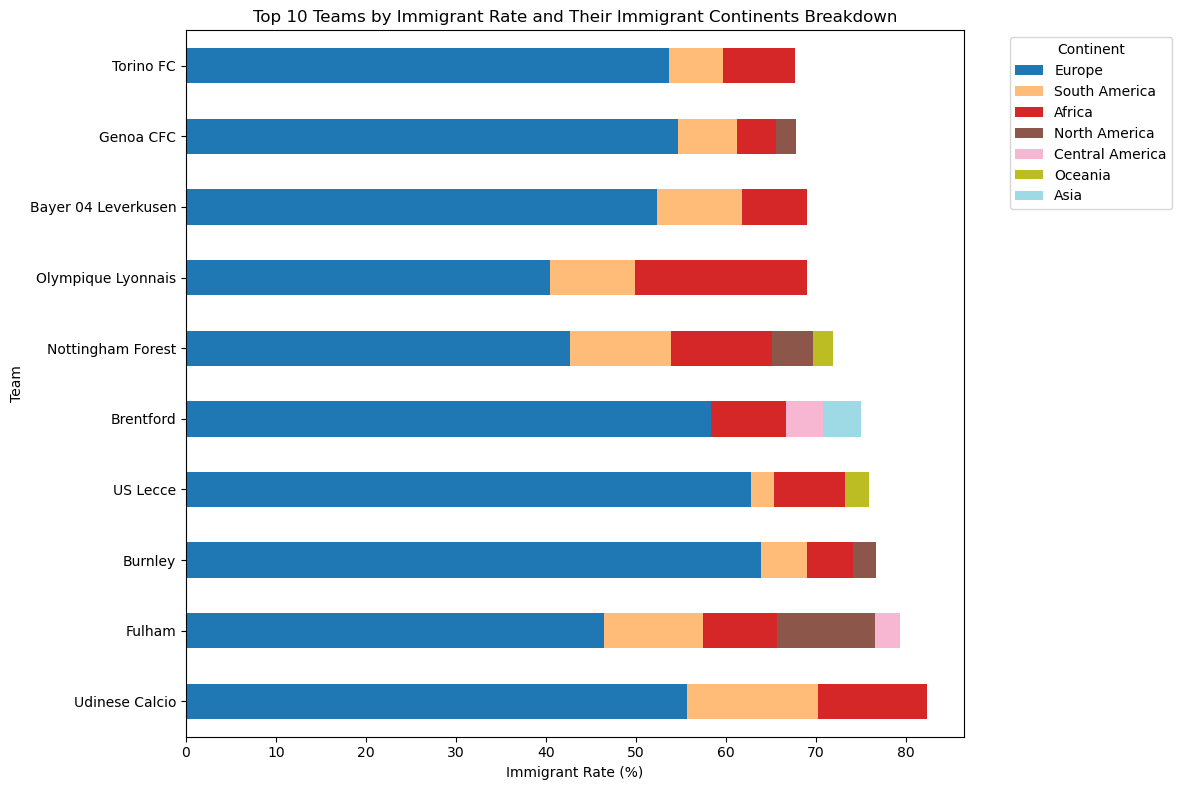 Top 10 Teams by Immigrant Rate and Their Immigrant Continents Breakdown
Continent
Europe
South America
Africa
North America
Central America
Oceania
Asia
Team
Torino FC
Genoa CFC
Bayer 04 Leverkusen
Olympique Lyonnais
Nottingham Forest
Brentford
US Lecce
Burnley
Fulham
Udinese Calcio
0 10 20 30 40 50 60 70 80
Immigrant Rate (%)